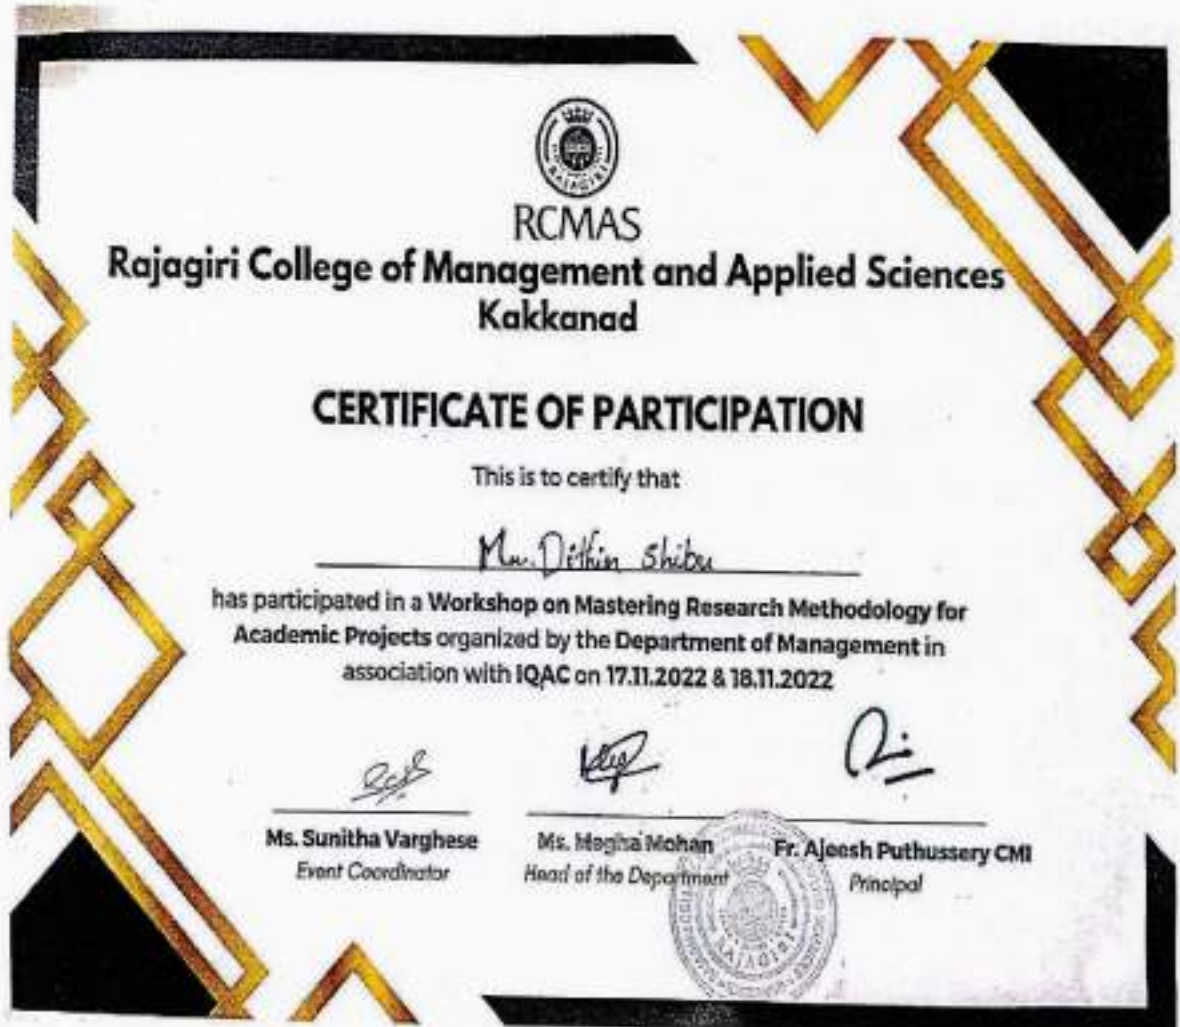 RAJAGIRI
RCMAS
Rajagiri College of Management and Applied Sciences
Kakkanad
CERTIFICATE OF PARTICIPATION
This is to certify that
Mr. Dithin Shibu
has participated in a Workshop on Mastering Research Methodology for
Academic Projects organized by the Department of Management in
association with IQAC on 17.11.2022 & 18.11.2022
Ms. Sunitha Varghese
Ms. Megha Mohan
Fr. Ajeesh Puthussery CMI
Event Coordinator
Head of the Department
Principal
RAJAGIRI